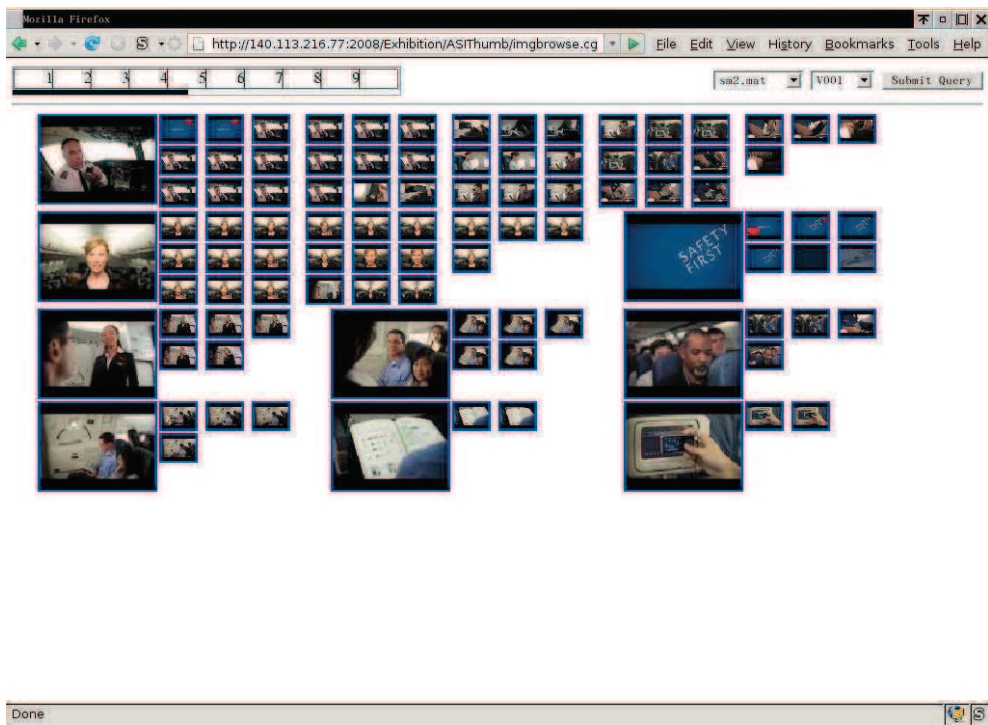 Mozilla Firefox
http://140.113.216.77:2008/Exhibition/ASIThumb/imgbrowse.cg File Edit View History Bookmarks Tools Help
1 2 3 4 5 6 7 8 9 sm2.mat V001 Submit Query
SAFETY
FIRST
Done